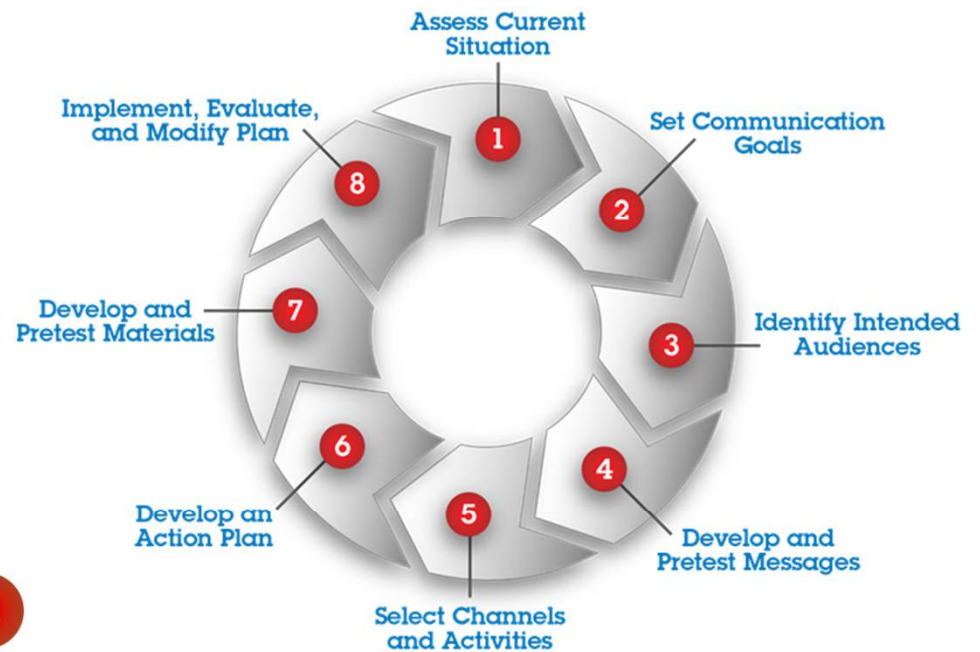 Assess Current
Situation
1
Set Communication
Goals
2
Identify Intended
Audiences
3
Develop and
Pretest Messages
4
Select Channels
and Activities
5
Develop an
Action Plan
6
Develop and
Pretest Materials
7
Implement, Evaluate,
and Modify Plan
8